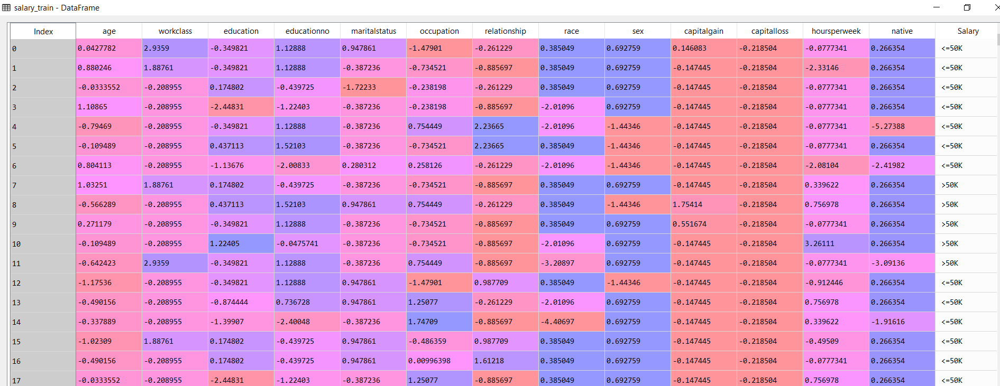 salary_train - DataFrame
Index age workclass education educationno maritalstatus occupation relationship race sex capitalgain capitalloss hoursperweek native Salary
0 0.0427782 2.9359 -0.349821 1.12888 0.947861 -1.47901 -0.261229 0.385049 0.692759 0.146083 -0.218504 -0.0777341 0.266354 <=50K
1 0.880246 1.88761 -0.349821 1.12888 -0.387236 -0.734521 -0.885697 0.385049 0.692759 -0.147445 -0.218504 -2.33146 0.266354 <=50K
2 -0.0333552 -0.208955 0.174802 -0.439725 -1.72233 -0.238198 -0.261229 0.385049 0.692759 -0.147445 -0.218504 -0.0777341 0.266354 <=50K
3 1.10865 -0.208955 -2.44831 -1.22403 -0.387236 -0.238198 -0.885697 -2.01096 0.692759 -0.147445 -0.218504 -0.0777341 0.266354 <=50K
4 -0.79469 -0.208955 -0.349821 1.12888 -0.387236 0.754449 2.23665 -2.01096 -1.44346 -0.147445 -0.218504 -0.0777341 -5.27388 <=50K
5 -0.109489 -0.208955 0.437113 1.52103 -0.387236 -0.734521 2.23665 0.385049 -1.44346 -0.147445 -0.218504 -0.0777341 0.266354 <=50K
6 0.804113 -0.208955 -1.13676 -2.00833 0.280312 0.258126 -0.261229 -2.01096 -1.44346 -0.147445 -0.218504 -2.08104 -2.41982 <=50K
7 1.03251 1.88761 0.174802 -0.439725 -0.387236 -0.734521 -0.885697 0.385049 0.692759 -0.147445 -0.218504 0.339622 0.266354 >50K
8 -0.566289 -0.208955 0.437113 1.52103 0.947861 0.754449 -0.261229 0.385049 -1.44346 1.75414 -0.218504 0.756978 0.266354 >50K
9 0.271179 -0.208955 -0.349821 1.12888 -0.387236 -0.734521 -0.885697 0.385049 0.692759 0.551674 -0.218504 -0.0777341 0.266354 >50K
10 -0.109489 -0.208955 1.22405 -0.0475741 -0.387236 -0.734521 -0.885697 -2.01096 0.692759 -0.147445 -0.218504 3.26111 0.266354 >50K
11 -0.642423 2.9359 -0.349821 1.12888 -0.387236 0.754449 -0.885697 -3.20897 0.692759 -0.147445 -0.218504 -0.0777341 -3.09136 >50K
12 -1.17536 -0.208955 -0.349821 1.12888 0.947861 -1.47901 0.987709 0.385049 -1.44346 -0.147445 -0.218504 -0.912446 0.266354 <=50K
13 -0.490156 -0.208955 -0.874444 0.736728 0.947861 1.25077 -0.261229 -2.01096 0.692759 -0.147445 -0.218504 0.756978 0.266354 <=50K
14 -0.337889 -0.208955 -1.39907 -2.40048 -0.387236 1.74709 -0.885697 -4.40697 0.692759 -0.147445 -0.218504 0.339622 -1.91616 <=50K
15 -1.02309 1.88761 0.174802 -0.439725 0.947861 -0.486359 0.987709 0.385049 0.692759 -0.147445 -0.218504 -0.49509 0.266354 <=50K
16 -0.490156 -0.208955 0.174802 -0.439725 0.947861 0.00996398 1.61218 0.385049 0.692759 -0.147445 -0.218504 -0.0777341 0.266354 <=50K
17 -0.0333552 -0.208955 -2.44831 -1.22403 -0.387236 1.25077 -0.885697 0.385049 0.692759 -0.147445 -0.218504 0.756978 0.266354 <=50K